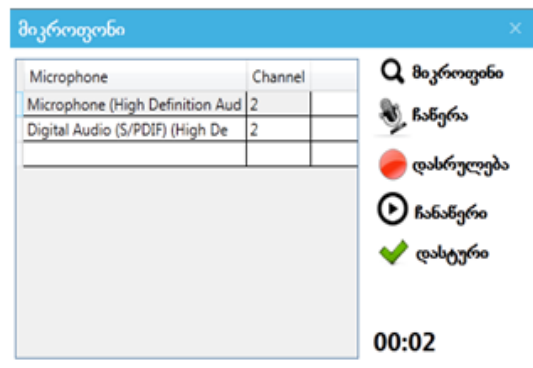 მიკროფონი
Microphone Channel
Microphone (High Definition Aud 2
Digital Audio (S/PDIF) (High De 2
მიკროფინი
ჩაწერა
დასრულება
ჩანაწერი
დასტური
00:02